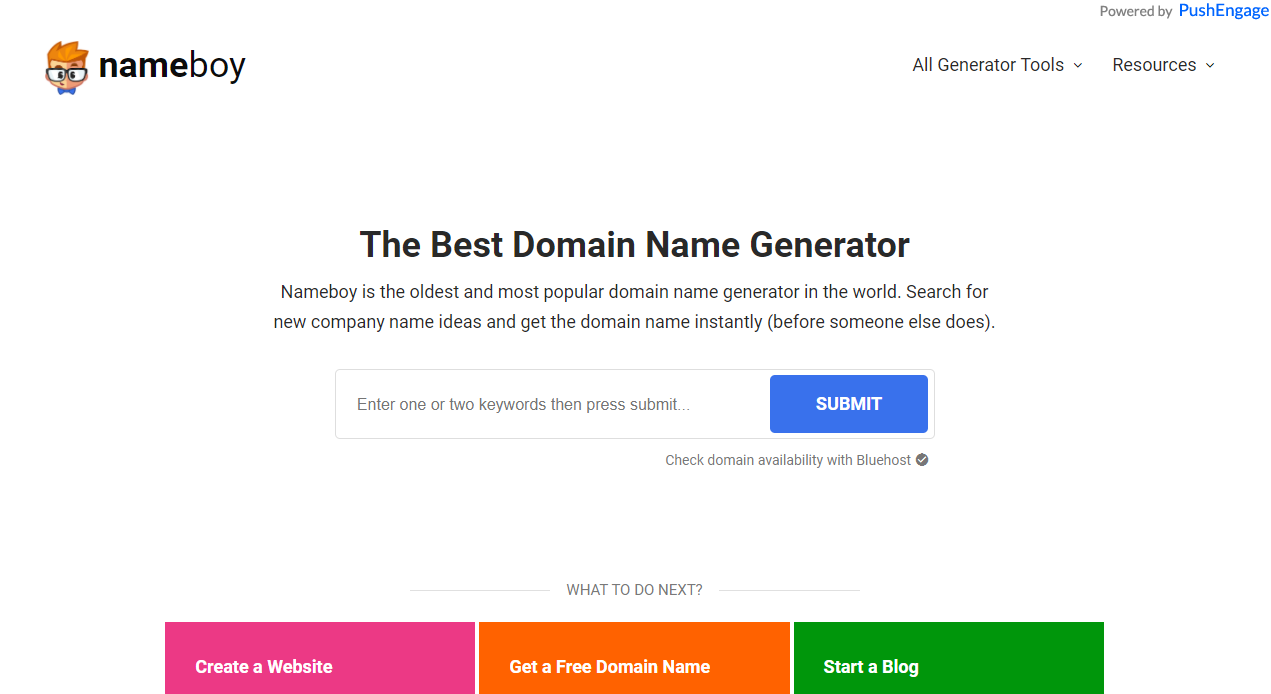 Powered by PushEngage
nameboy
All Generator Tools
Resources
The Best Domain Name Generator
Nameboy is the oldest and most popular domain name generator in the world. Search for
new company name ideas and get the domain name instantly (before someone else does).
Enter one or two keywords then press submit...
SUBMIT
Check domain availability with Bluehost
WHAT TO DO NEXT?
Create a Website
Get a Free Domain Name
Start a Blog